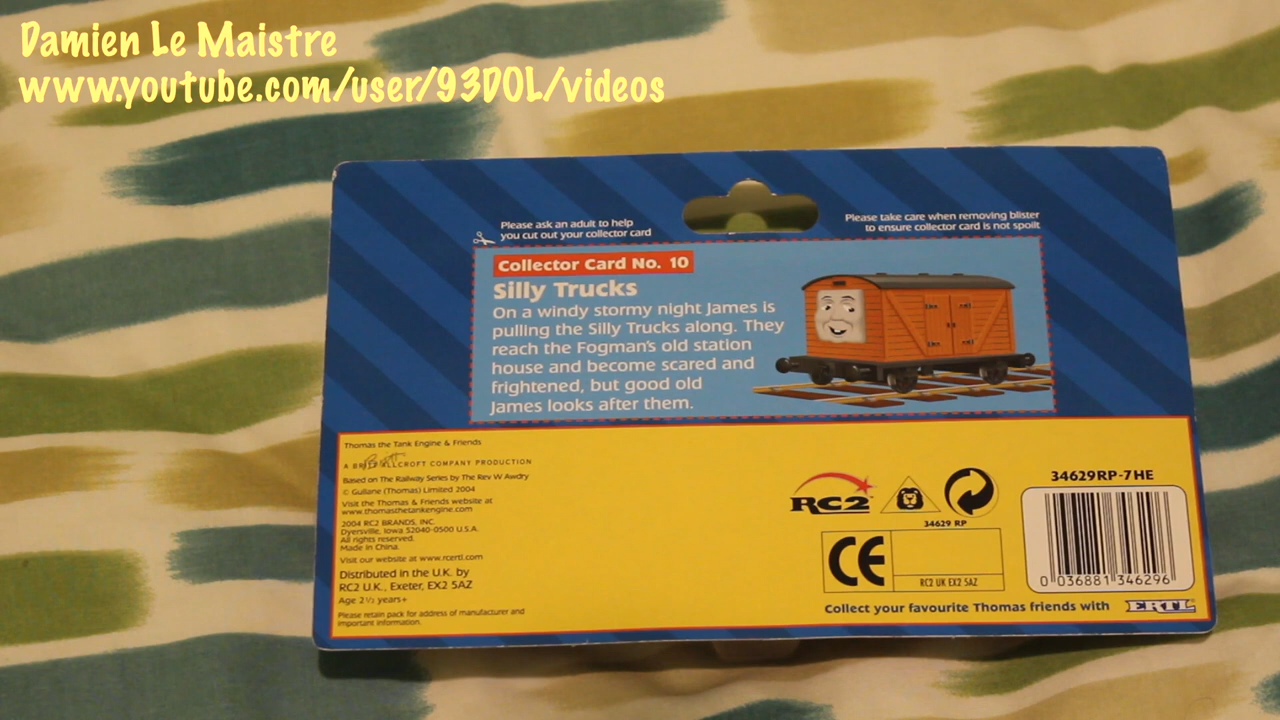 Damien Le Maistre
www.youtube.com/user/93DOL/videos
Please ask an adult to help
you cut out your collector card
Please take care when removing blister
to ensure collector card is not spoilt
Collector Card No. 10
Silly Trucks
On a windy stormy night James is
pulling the Silly Trucks along. They
reach the Fogman's old station
house and become scared and
frightened, but good old
James looks after them.
Thomas the Tank Engine & Friends
A BRITT ALLCROFT COMPANY PRODUCTION
Based on The Railway Series by The Rev W Awdry
© Gullane (Thomas) Limited 2004
Visit the Thomas & Friends website at
www.thomasthetankengine.com
2004 RC2 BRANDS, INC.
Dyersville, Iowa 52040-0500 U.S.A.
All rights reserved.
Made in China.
Visit our website at www.rcertl.com
Distributed in the U.K. by
RC2 U.K., Exeter, EX2 5AZ
Age 2½ years+
Please retain pack for address of manufacturer and
important information.
RC2
34629 RP
CE
RC2 UK EX2 5AZ
34629RP-7HE
0 036881 346296
Collect your favourite Thomas friends with ERTL